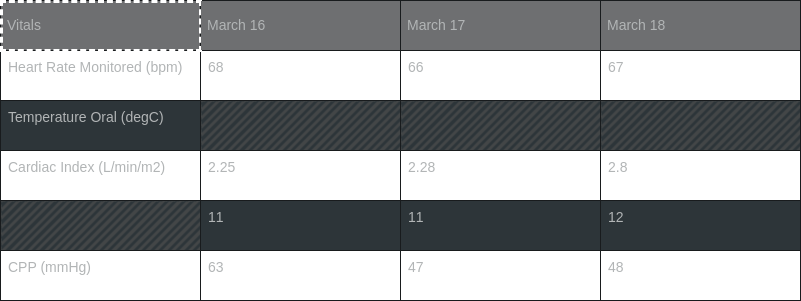 Vitals March 16 March 17 March 18
Heart Rate Monitored (bpm) 68 66 67
Temperature Oral (degC)
Cardiac Index (L/min/m2) 2.25 2.28 2.8
11 11 12
CPP (mmHg) 63 47 48